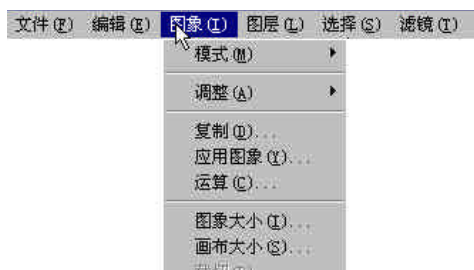 文件(F) 编辑(E) 图象(I) 图层(L) 选择(S) 滤镜(T)
模式(M)
调整(A)
复制(D)...
应用图象(Y)...
运算(C)...
图象大小(I)...
画布大小(S)...